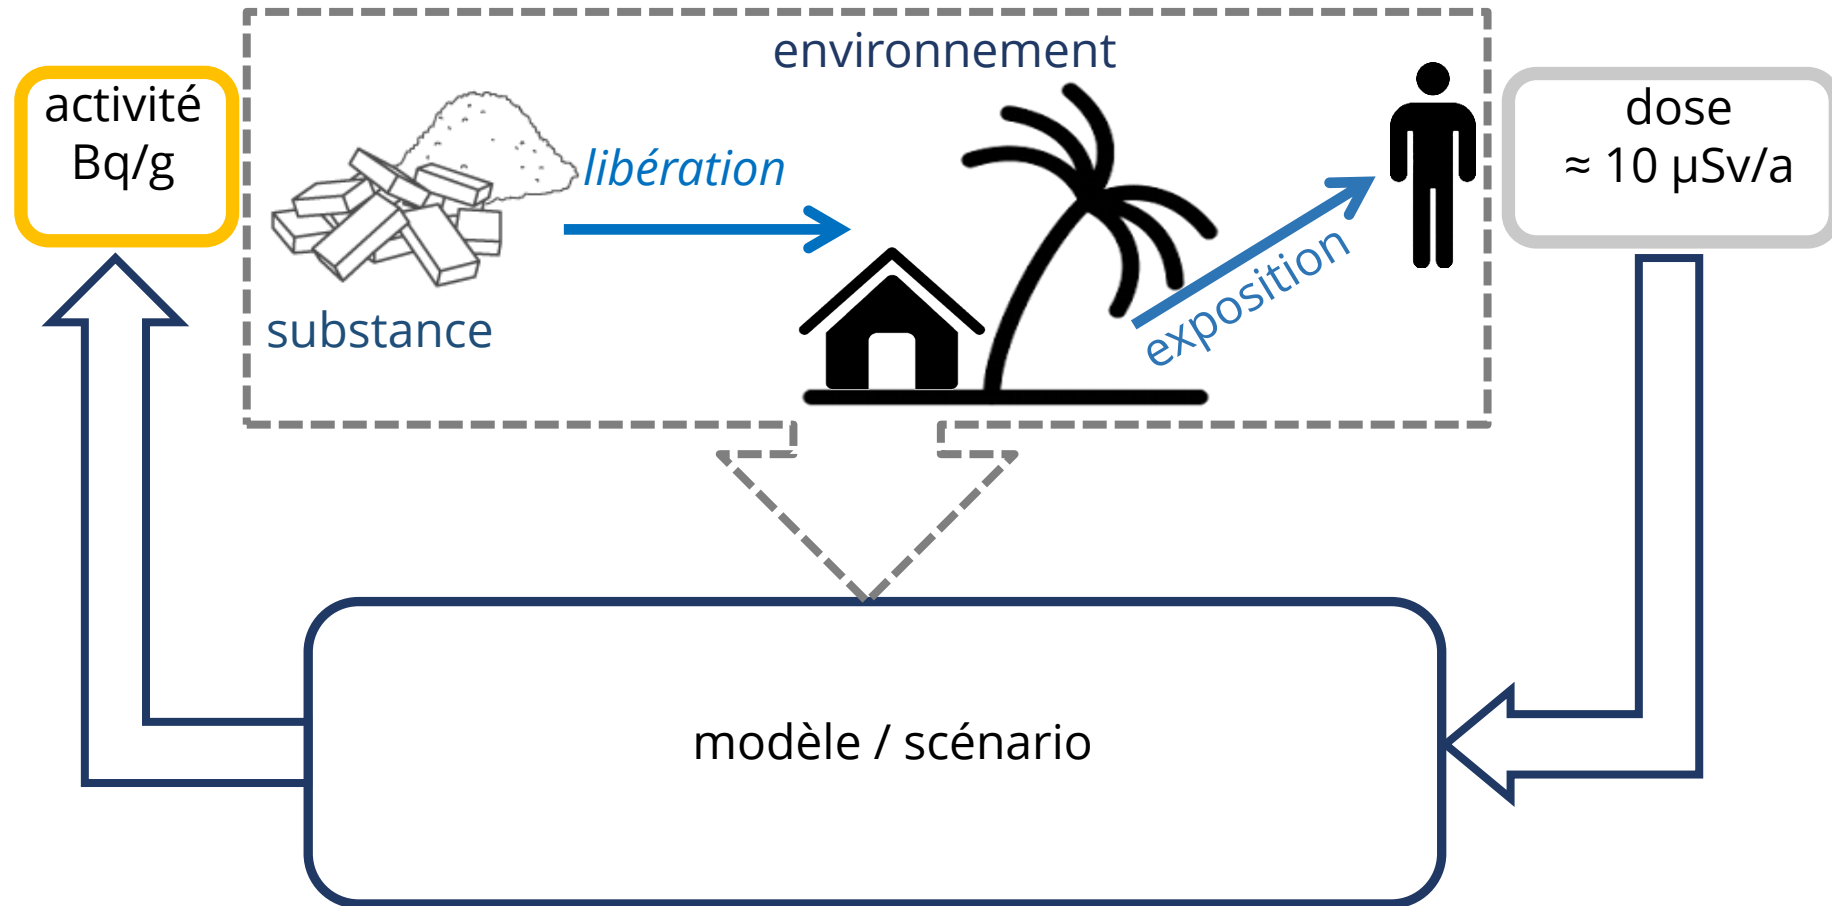 environnement
activité
Bq/g
libération
substance
exposition
dose
≈ 10 µSv/a
modèle / scénario